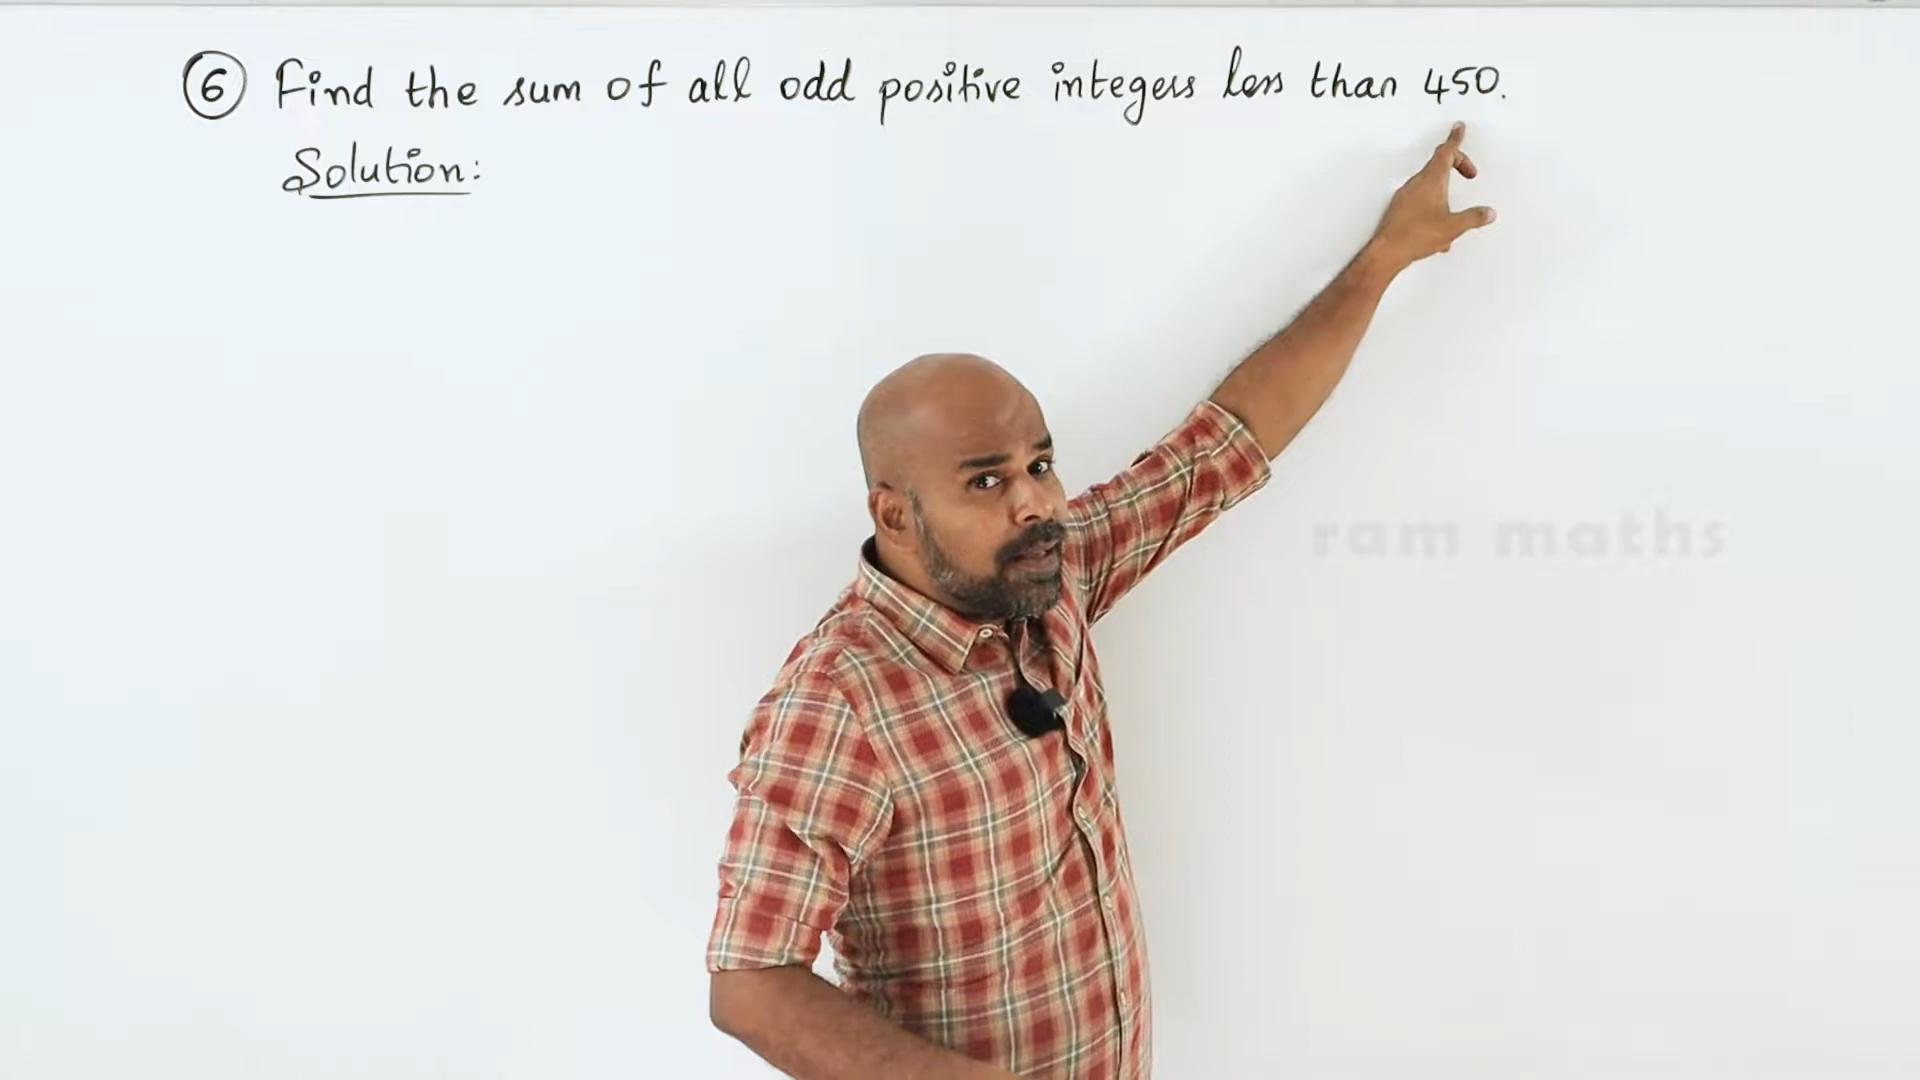 6 Find the sum of all odd positive integers less than 450.
Solution:
ram maths